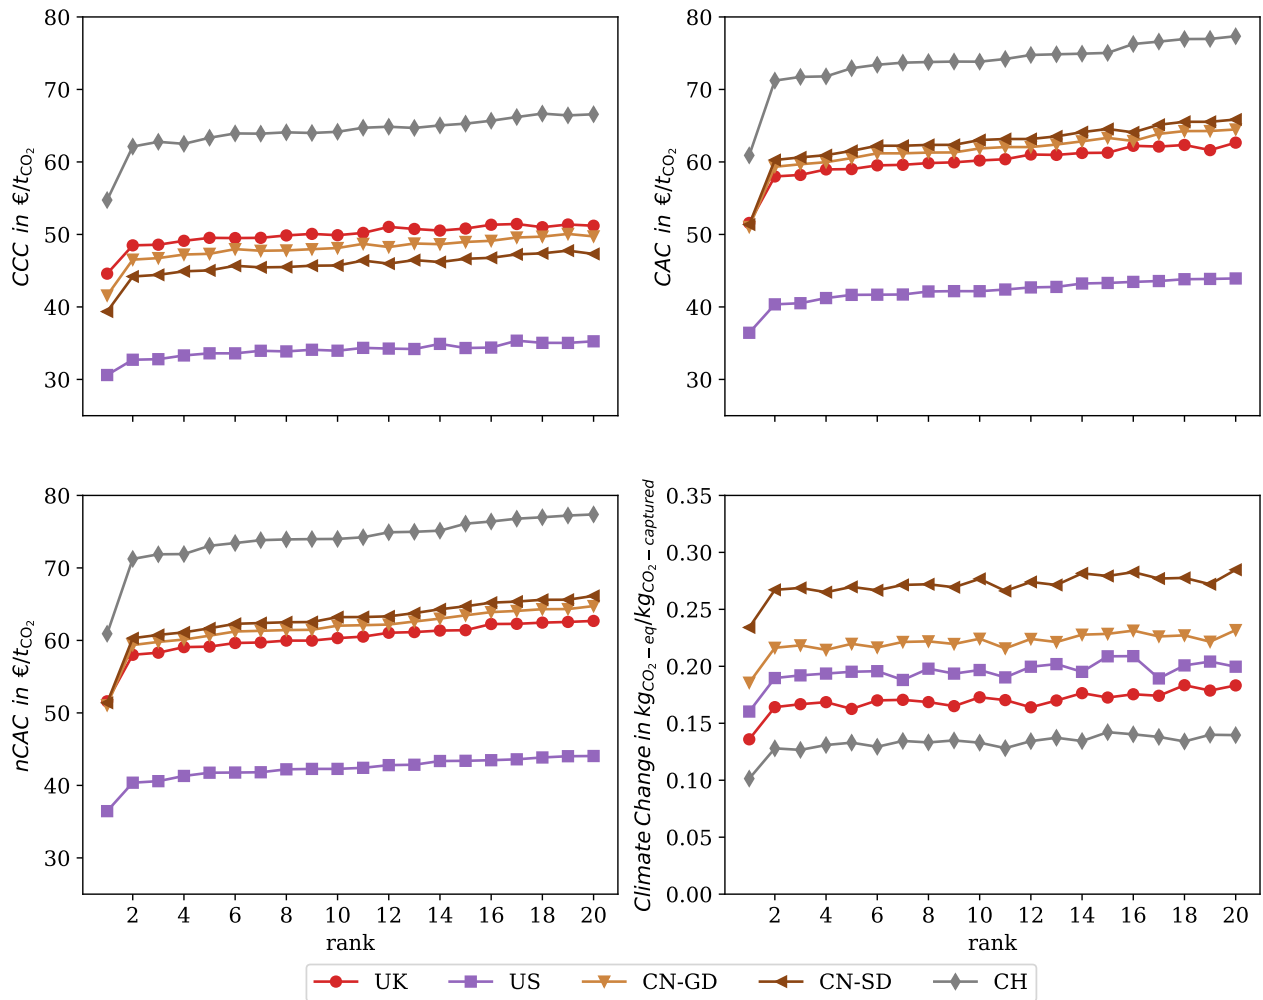 80
70
60
50
40
30
CCC in €/tCO2
80
70
60
50
40
30
CAC in €/tCO2
80
70
60
50
40
30
nCAC in €/tCO2
2 4 6 8 10 12 14 16 18 20
rank
0.35
0.30
0.25
0.20
0.15
0.10
0.05
0.00
Climate Change in kgCO2−eq/kgCO2−captured
2 4 6 8 10 12 14 16 18 20
rank
UK US CN-GD CN-SD CH